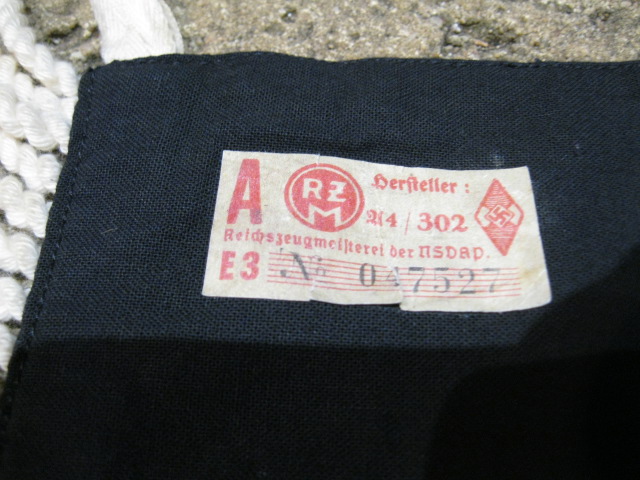 A RZM Hersteller:
A4/302
Reichszeugmeisterei der NSDAP.
E3 No 047527